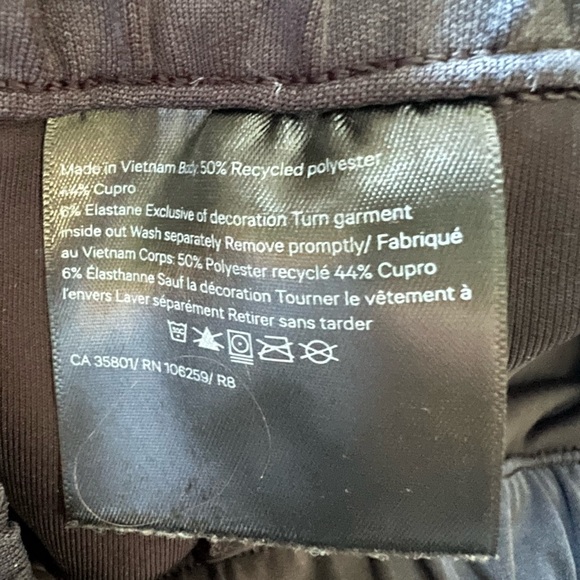 Made in Vietnam Body: 50% Recycled polyester
44% Cupro
6% Elastane Exclusive of decoration Turn garment
inside out Wash separately Remove promptly/ Fabriqué
au Vietnam Corps: 50% Polyester recyclé 44% Cupro
6% Élasthanne Sauf la décoration Tourner le vêtement à
l'envers Laver séparément Retirer sans tarder
CA 35801/ RN 106259/ R8